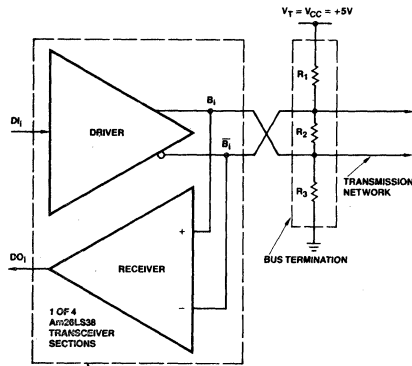 V_T = V_CC = +5V
R₁
DI_i
DRIVER
B_i
B̅_i
R₂
TRANSMISSION
NETWORK
R₃
+
DO_i
RECEIVER
−
BUS TERMINATION
1 OF 4
Am26LS38
TRANSCEIVER
SECTIONS